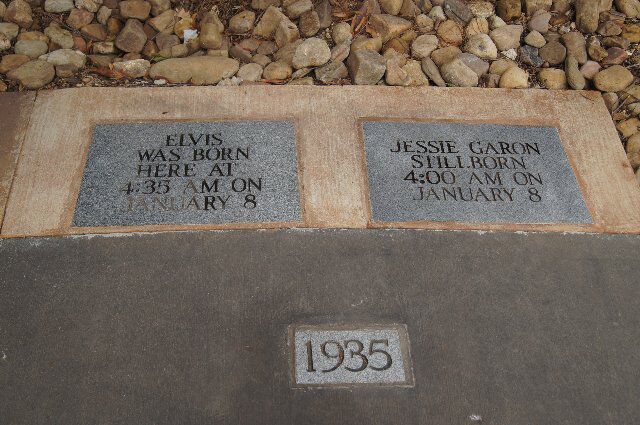 ELVIS
WAS BORN
HERE AT
4:35 AM ON
JANUARY 8
JESSIE GARON
STILLBORN
4:00 AM ON
JANUARY 8
1935